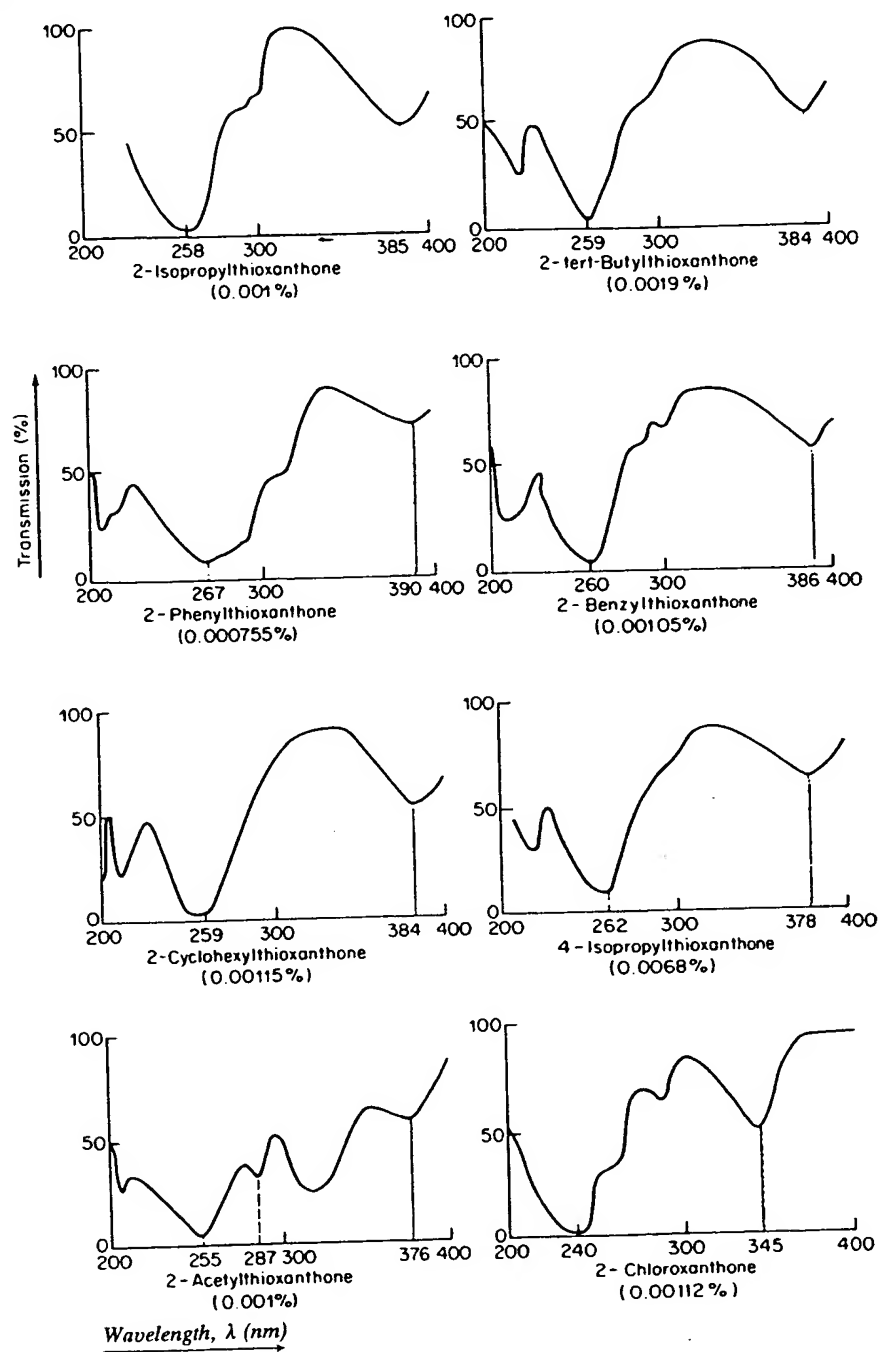 100
50
0
200 258 300 385 400
2-Isopropylthioxanthone
(0.001%)
100
50
0
200 259 300 384 400
2-tert-Butylthioxanthone
(0.0019%)
Transmission (%)
100
50
0
200 267 300 390 400
2-Phenylthioxanthone
(0.000755%)
100
50
0
200 260 300 386 400
2-Benzylthioxanthone
(0.00105%)
100
50
0
200 259 300 384 400
2-Cyclohexylthioxanthone
(0.00115%)
100
50
0
200 262 300 378 400
4-Isopropylthioxanthone
(0.0068%)
100
50
0
200 255 287 300 376 400
2-Acetylthioxanthone
(0.001%)
100
50
0
200 240 300 345 400
2-Chloroxanthone
(0.00112%)
Wavelength, λ (nm)